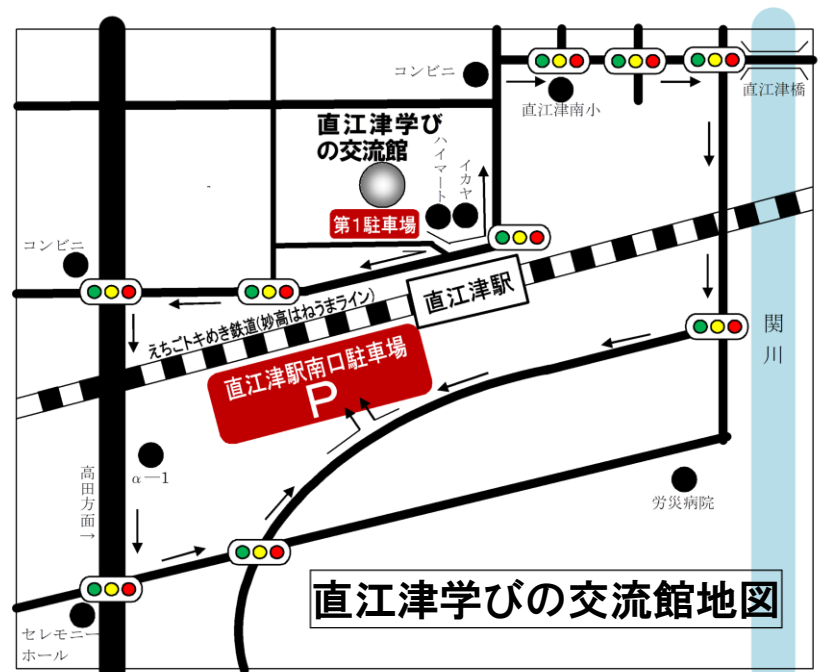 コンビニ
直江津南小
直江津橋
直江津学び
の交流館
ハイマート
イカヤ
第1駐車場
コンビニ
直江津駅
えちごトキめき鉄道(妙高はねうまライン)
関川
直江津駅南口駐車場
P
α—1
高田方面→
労災病院
直江津学びの交流館地図
セレモニー
ホール